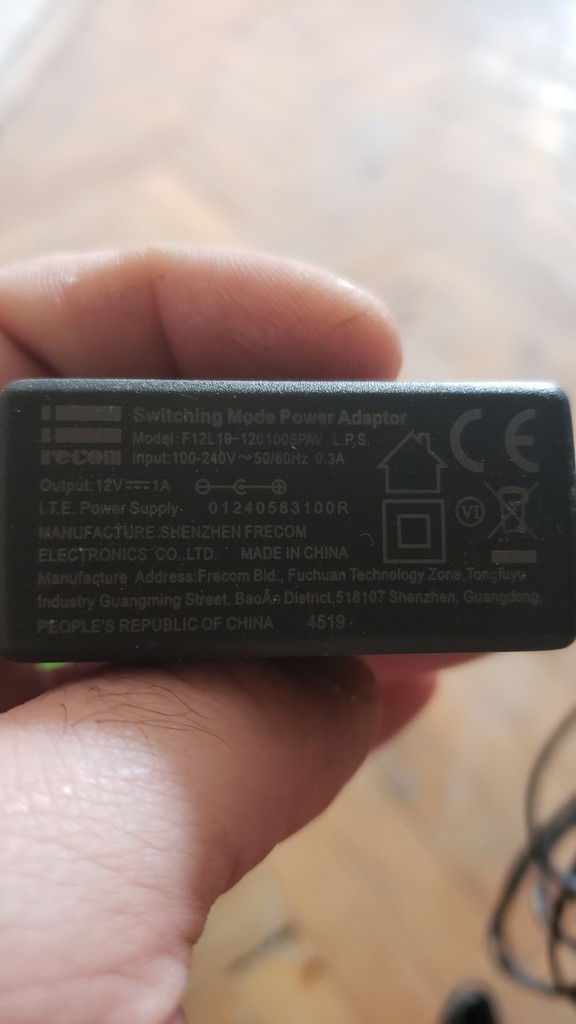 Frecom
Switching Mode Power Adaptor
Model: F12L19-120100SPAV L.P.S.
Input: 100-240V~50/60Hz 0.3A
Output: 12V⎓1A
I.T.E. Power Supply 01240583100R
MANUFACTURE:SHENZHEN FRECOM
ELECTRONICS CO.,LTD. MADE IN CHINA
Manufacture Address:Frecom Bld., Fuchuan Technology Zone,Tongfuyu
Industry Guangming Street, BaoÀn District,518107 Shenzhen, Guangdong.
PEOPLE'S REPUBLIC OF CHINA 4519
CE
VI